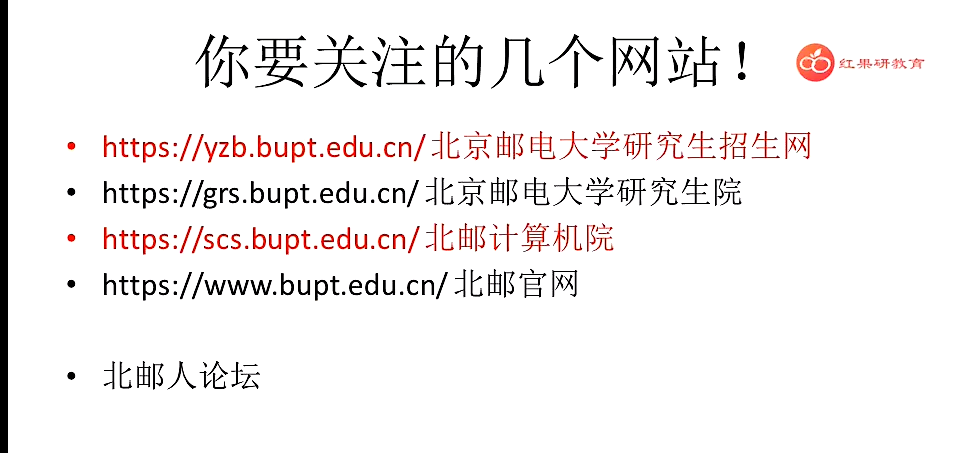 你要关注的几个网站！
红果研教育
• https://yzb.bupt.edu.cn/ 北京邮电大学研究生招生网
• https://grs.bupt.edu.cn/ 北京邮电大学研究生院
• https://scs.bupt.edu.cn/ 北邮计算机院
• https://www.bupt.edu.cn/ 北邮官网
• 北邮人论坛